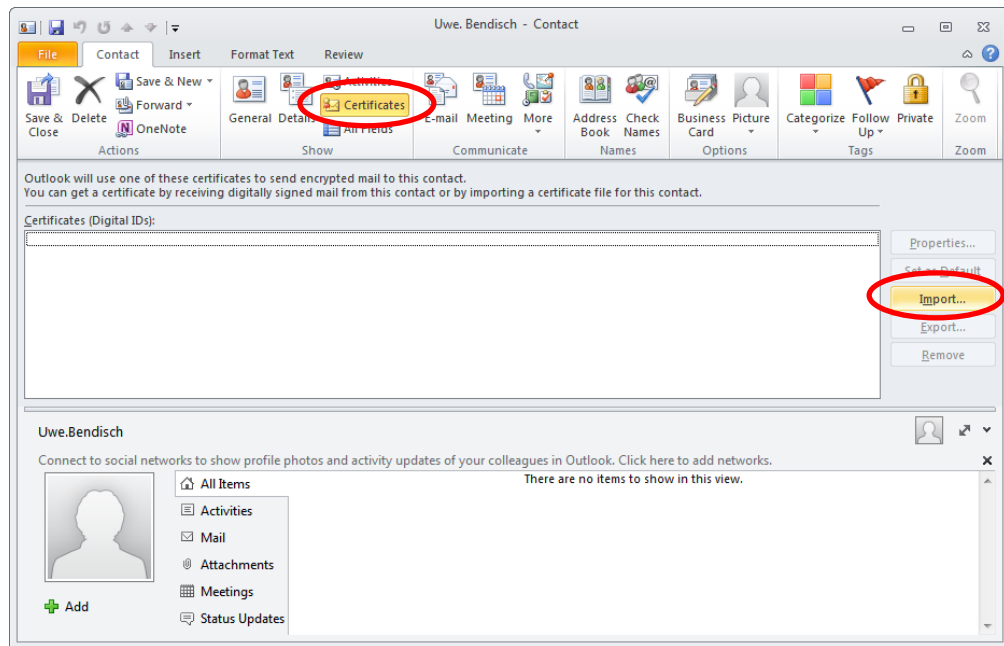 Uwe. Bendisch - Contact
File Contact Insert Format Text Review
Save & Close
Delete
Save & New
Forward
OneNote
Actions
General
Details
Activities
Certificates
All Fields
Show
E-mail
Meeting
More
Communicate
Address Book
Check Names
Names
Business Card
Picture
Options
Categorize
Follow Up
Private
Tags
Zoom
Zoom
Outlook will use one of these certificates to send encrypted mail to this contact.
You can get a certificate by receiving digitally signed mail from this contact or by importing a certificate file for this contact.
Certificates (Digital IDs):
Properties...
Set as Default
Import...
Export...
Remove
Uwe.Bendisch
Connect to social networks to show profile photos and activity updates of your colleagues in Outlook. Click here to add networks.
All Items
There are no items to show in this view.
Activities
Mail
Attachments
Meetings
Status Updates
Add